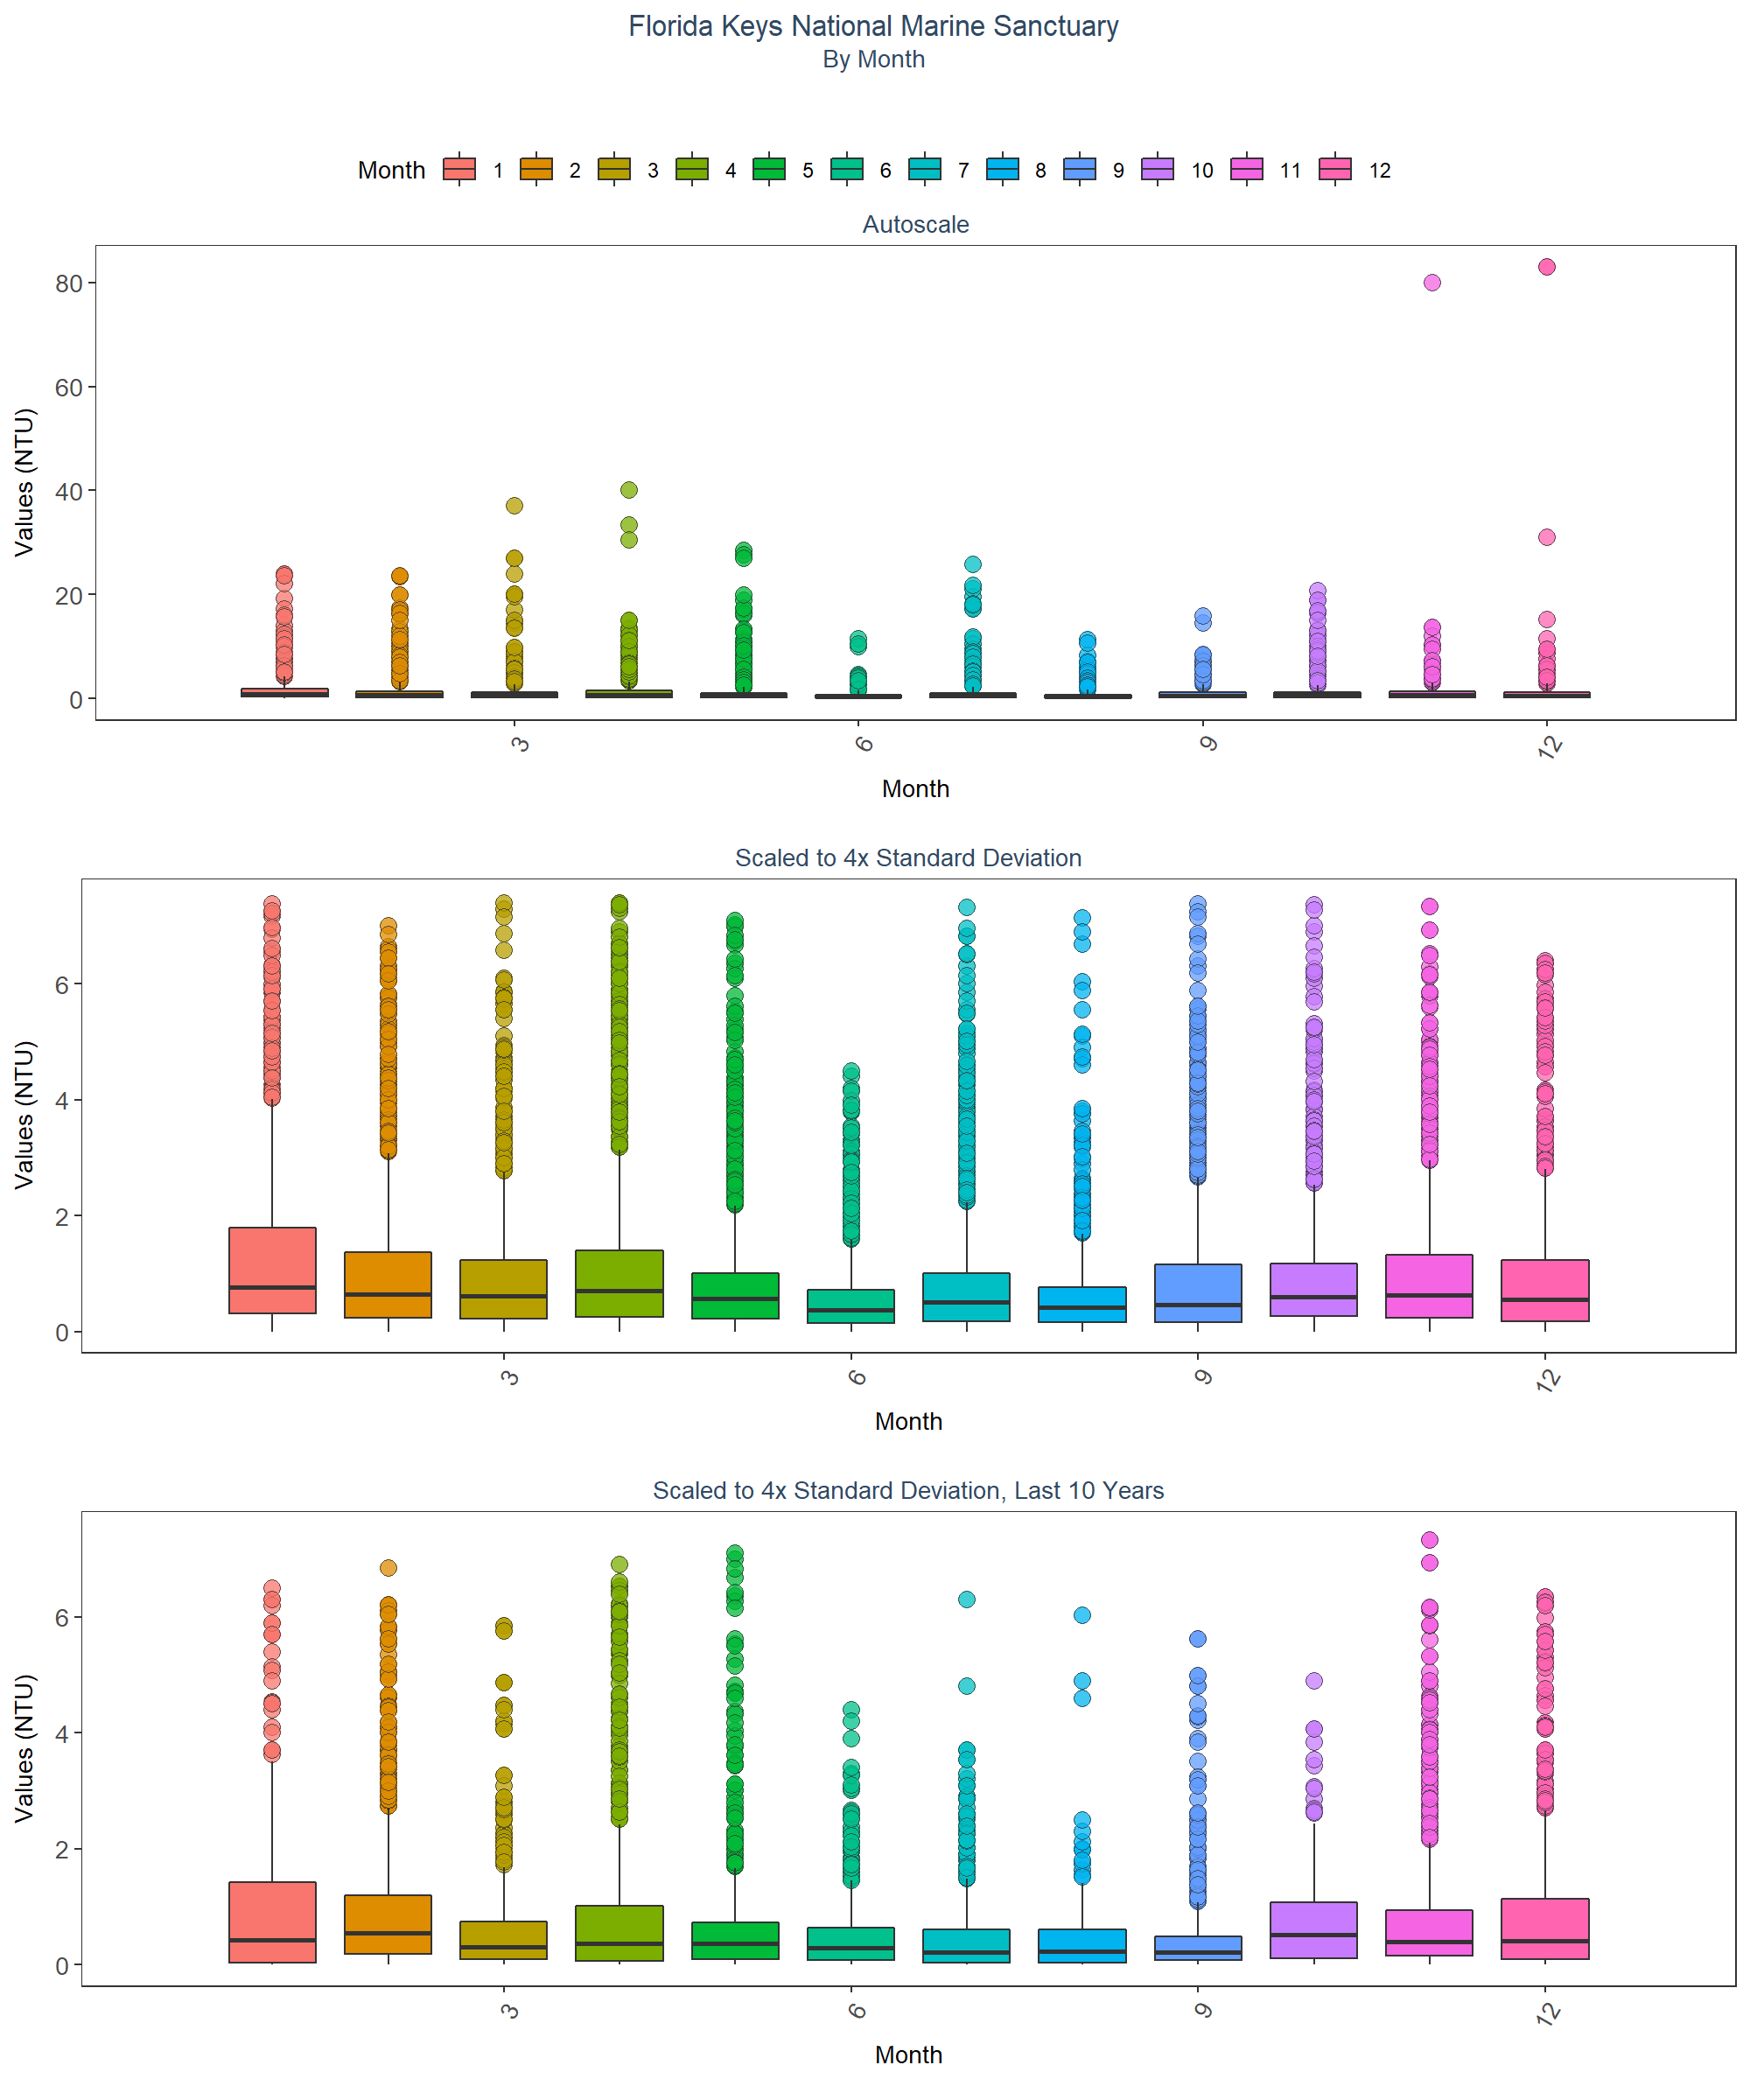 Florida Keys National Marine Sanctuary
By Month
Month 1 2 3 4 5 6 7 8 9 10 11 12
Autoscale
Values (NTU)
80
60
40
20
0
3 6 9 12
Month
Scaled to 4x Standard Deviation
Values (NTU)
6
4
2
0
3 6 9 12
Month
Scaled to 4x Standard Deviation, Last 10 Years
Values (NTU)
6
4
2
0
3 6 9 12
Month